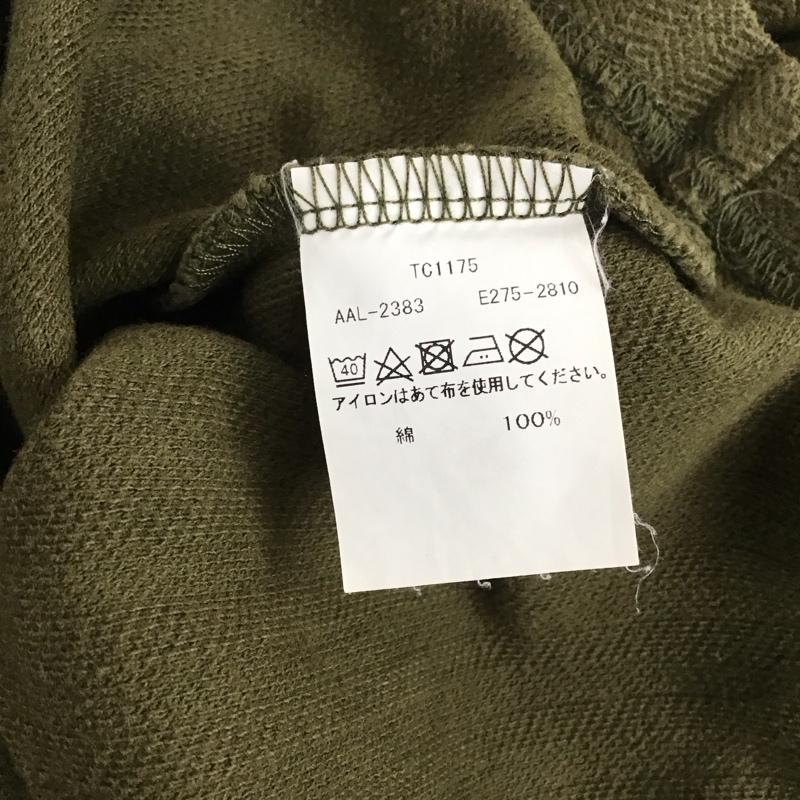 TC1175
AAL-2383 E275-2810
40
アイロンはあて布を使用してください。
綿 100%